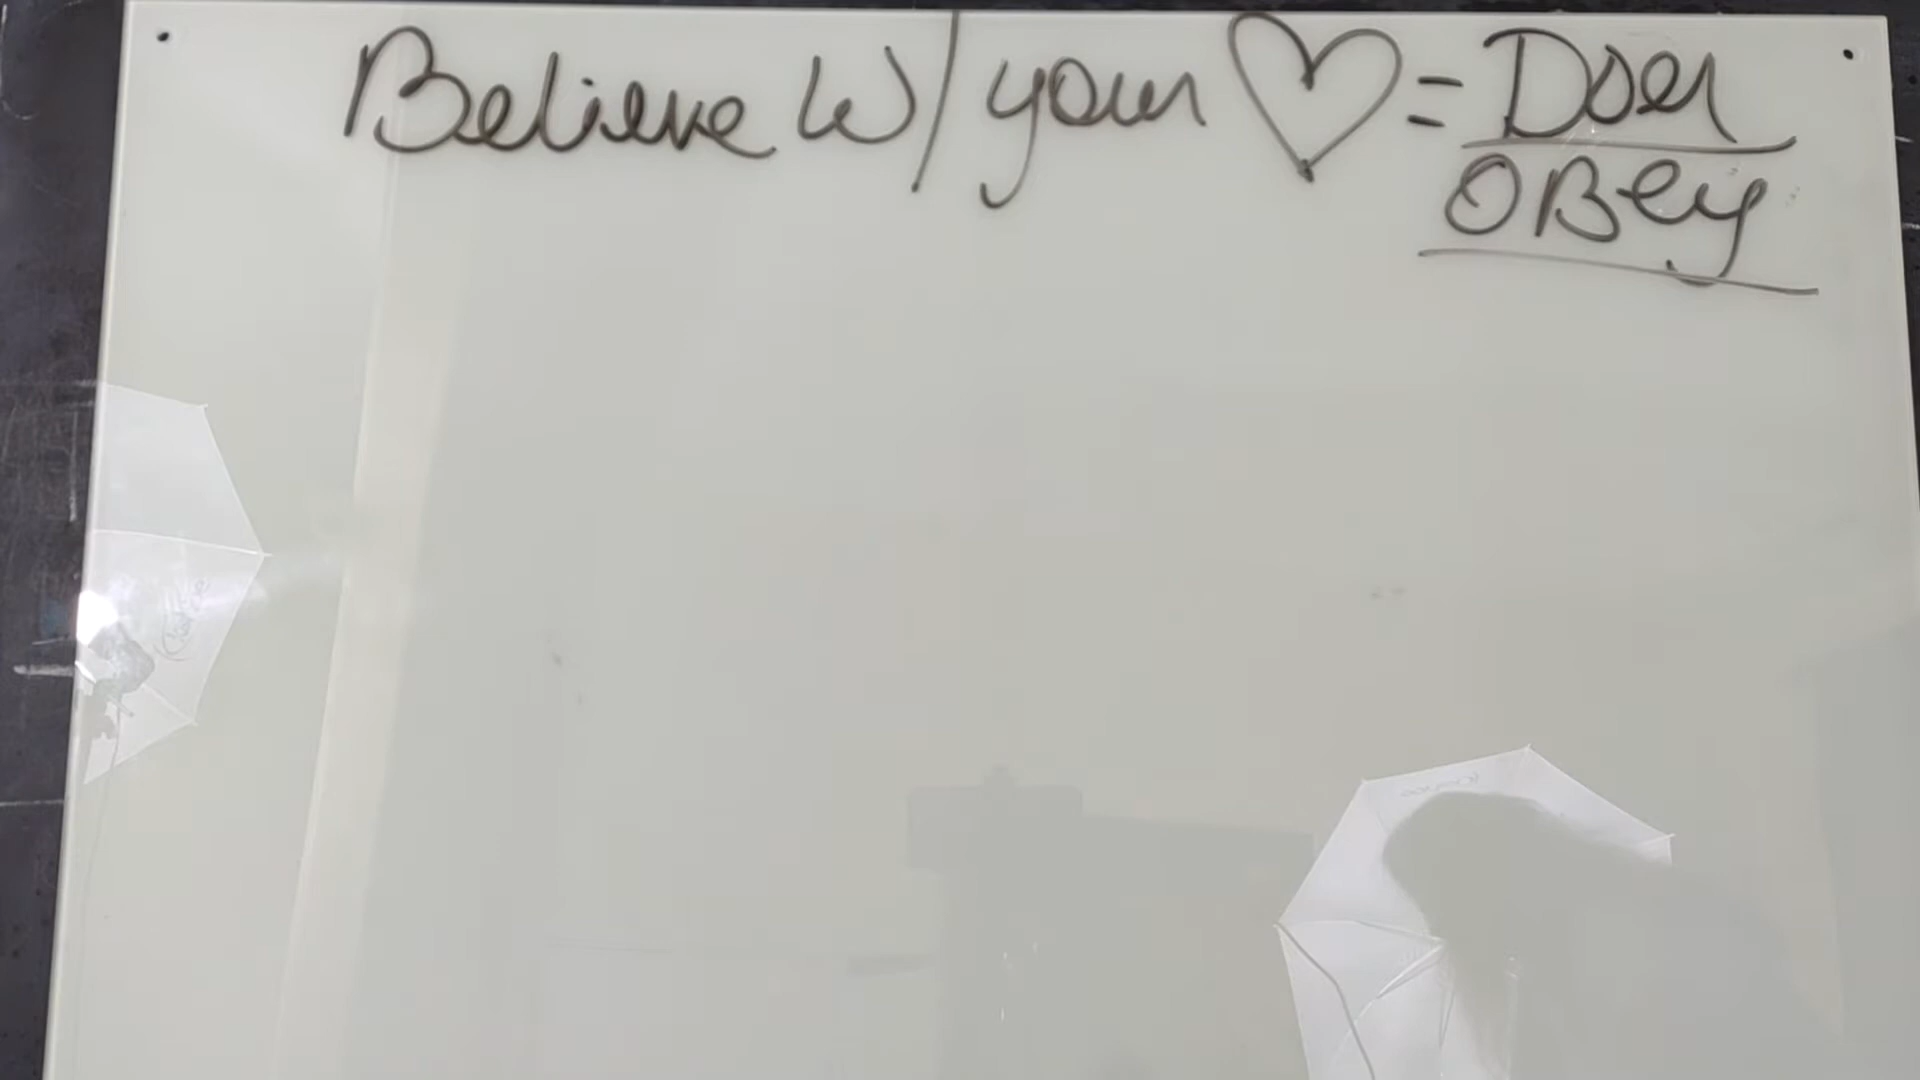 Believe W/ your ♡ = Doer
OBey